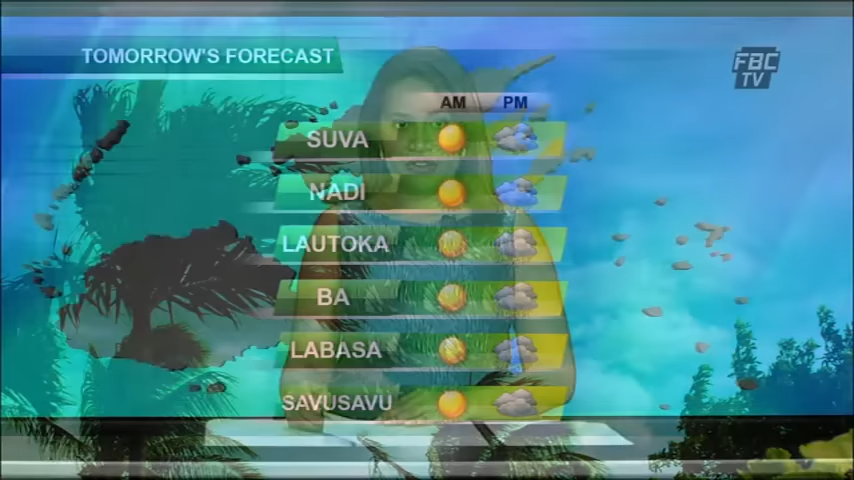 TOMORROW'S FORECAST
FBC
TV
AM PM
SUVA
NADI
LAUTOKA
BA
LABASA
SAVUSAVU